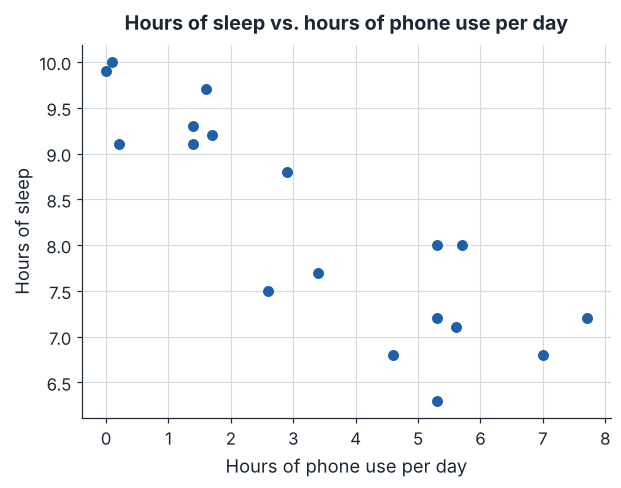 Hours of sleep vs. hours of phone use per day
Hours of sleep
10.0
9.5
9.0
8.5
8.0
7.5
7.0
6.5
0 1 2 3 4 5 6 7 8
Hours of phone use per day